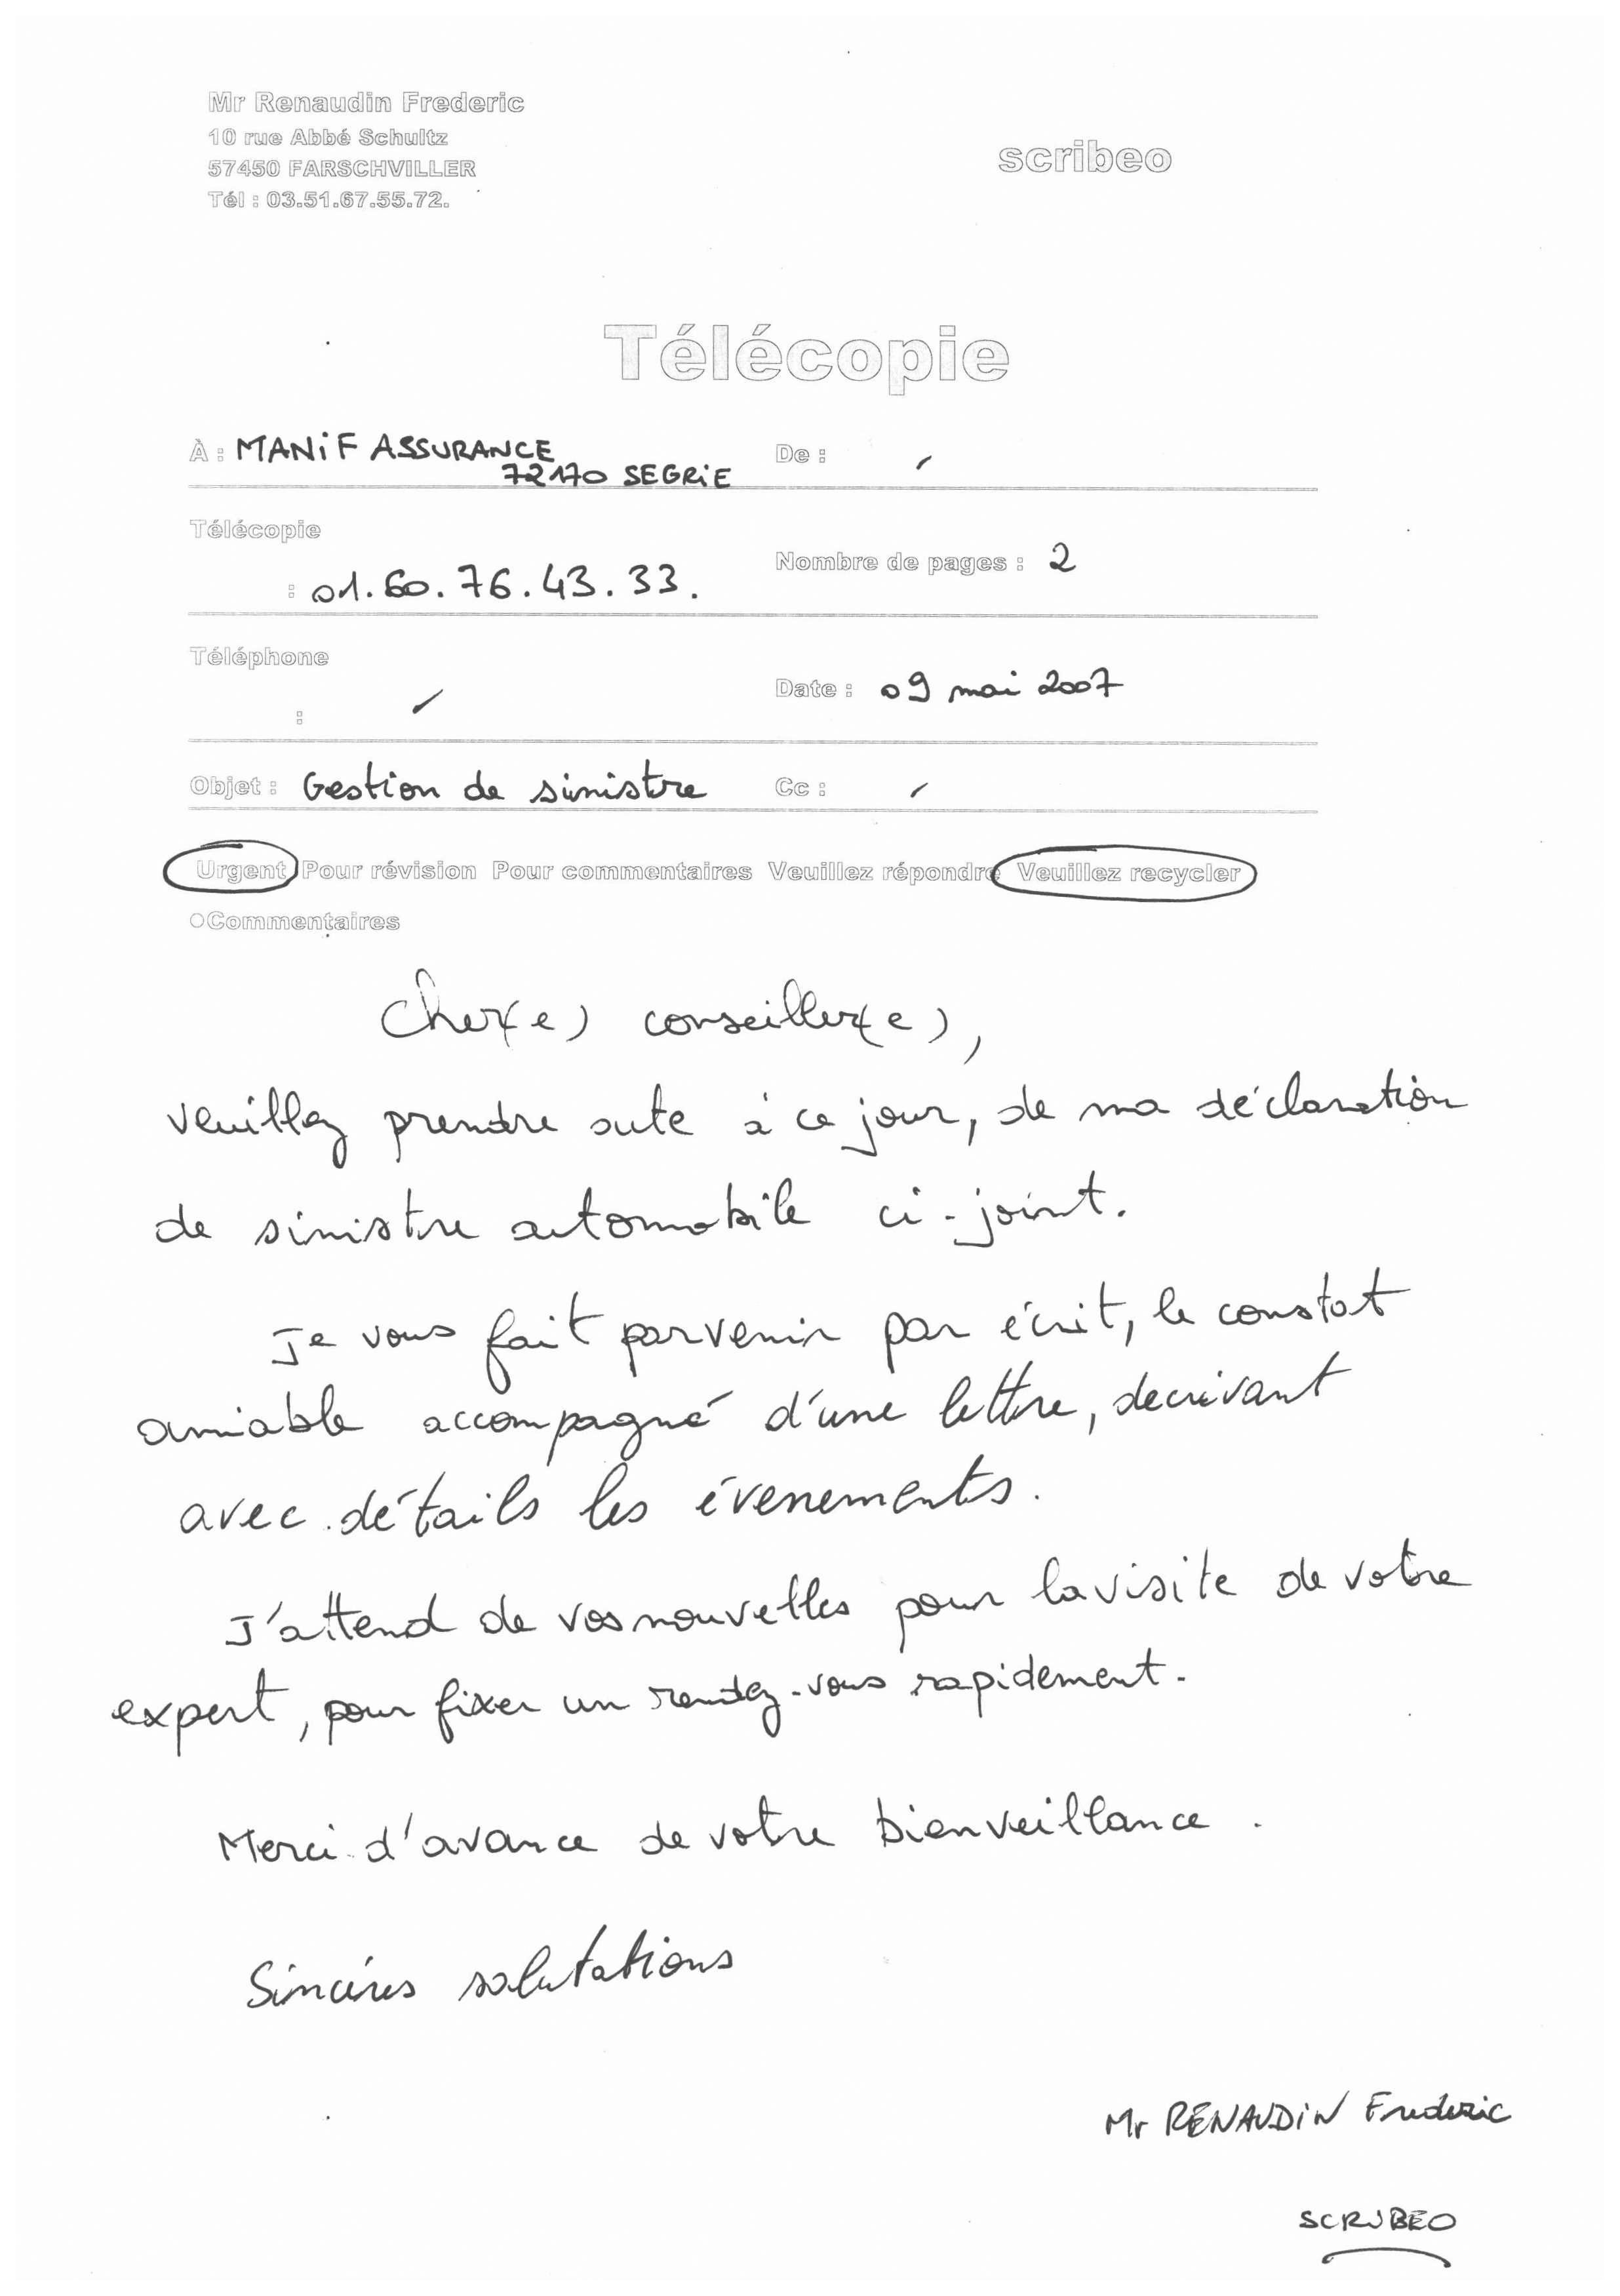 Mr Renaudin Frederic
10 rue Abbé Schultz
57450 FARSCHVILLER
Tél : 03.51.67.55.72.
scribeo
Télécopie
À : MANIF ASSURANCE
72170 SEGRIE
De : /
Télécopie
: 01.60.76.43.33.
Nombre de pages : 2
Téléphone
: /
Date : 09 mai 2007
Objet : Gestion de sinistre
Cc : /
Urgent Pour révision Pour commentaires Veuillez répondre Veuillez recycler
○Commentaires
Cher(e) conseiller(e),
veuillez prendre sute à ce jour, de ma déclaration
de sinistre automobile ci-joint.
Je vous fait parvenir par écrit, le constat
amiable accompagné d'une lettre, decrivant
avec détails les évenements.
J'attend de vos nouvelles pour la visite de votre
expert, pour fixer un rendez-vous rapidement.
Merci d'avance de votre bienveillance.
Sincères salutations
Mr RENAUDIN Frederic
SCRIBEO